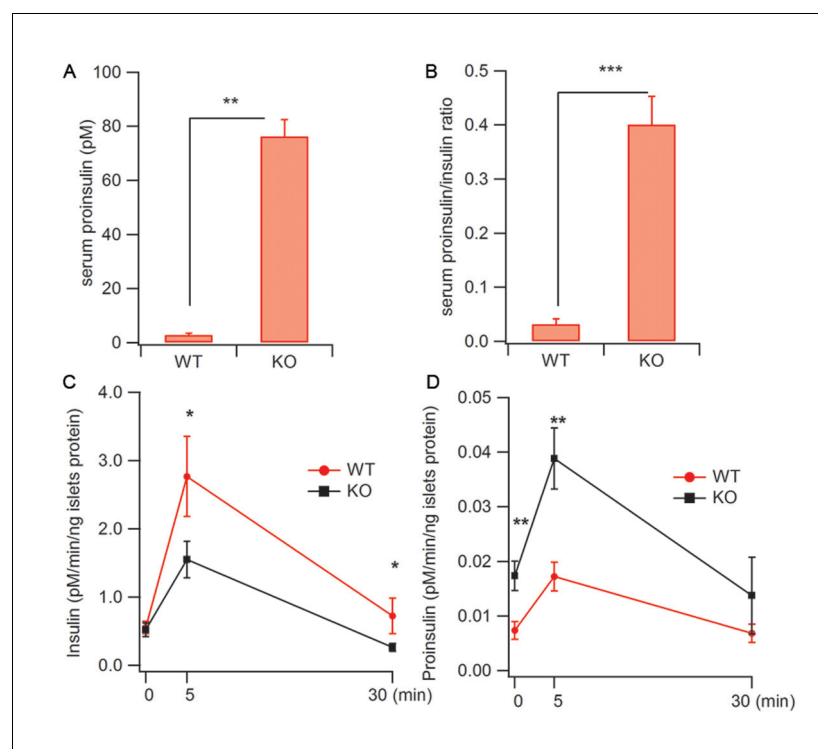 A
serum proinsulin (pM)
100
80
60
40
20
0
**
WT
KO
B
serum proinsulin/insulin ratio
0.5
0.4
0.3
0.2
0.1
0.0
***
WT
KO
C
Insulin (pM/min/ng islets protein)
4.0
3.0
2.0
1.0
0.0
*
*
WT
KO
0 5 30 (min)
D
Proinsulin (pM/min/ng islets protein)
0.05
0.04
0.03
0.02
0.01
0.00
**
**
WT
KO
0 5 30 (min)